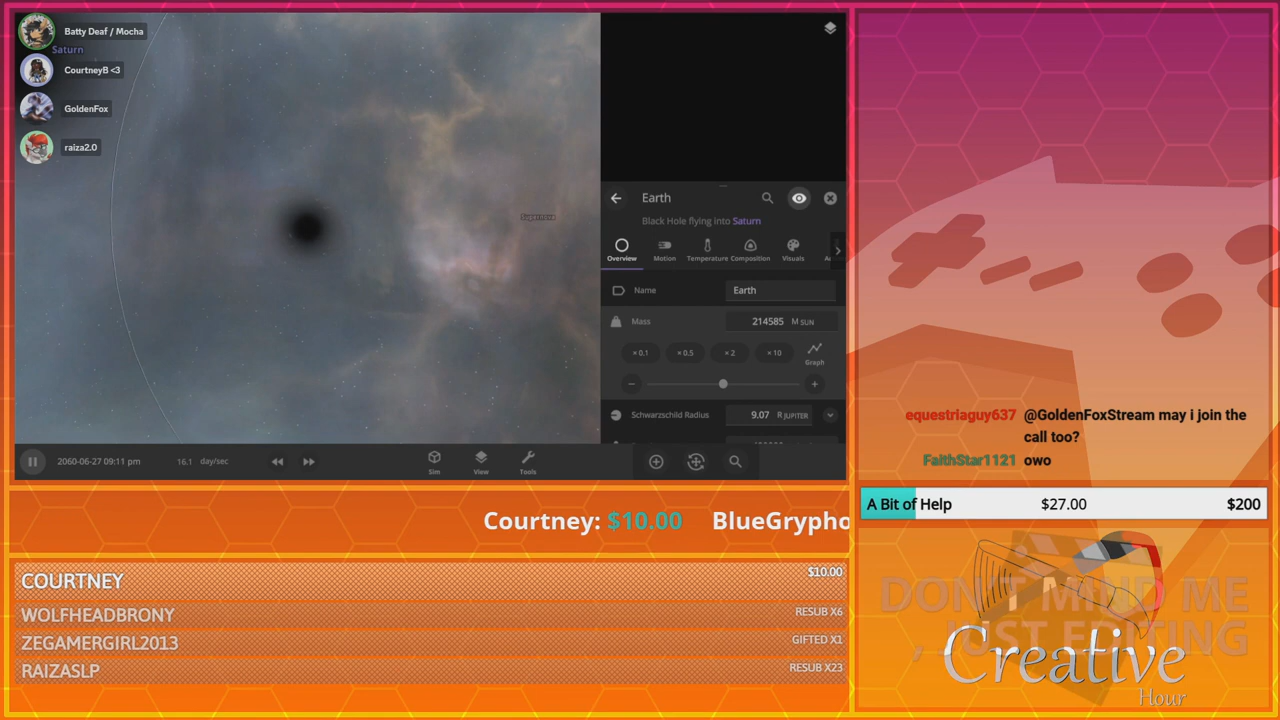 Batty Deaf / Mocha
Saturn
CourtneyB <3
GoldenFox
raiza2.0
Supernova
Earth
Black Hole flying into Saturn
Overview
Motion
Temperature
Composition
Visuals
Name
Earth
Mass
214585 M SUN
× 0.1
× 0.5
× 2
× 10
Graph
Schwarzschild Radius
9.07 R JUPITER
2060-06-27 09:11 pm
16.1 day/sec
Sim
View
Tools
equestriaguy637 @GoldenFoxStream may i join the
call too?
FaithStar1121 owo
A Bit of Help $27.00 $200
Courtney: $10.00 BlueGrypho
COURTNEY $10.00
WOLFHEADBRONY RESUB X6
ZEGAMERGIRL2013 GIFTED X1
RAIZASLP RESUB X23
DON'T MIND ME
, JUST EDITING
Creative
Hour